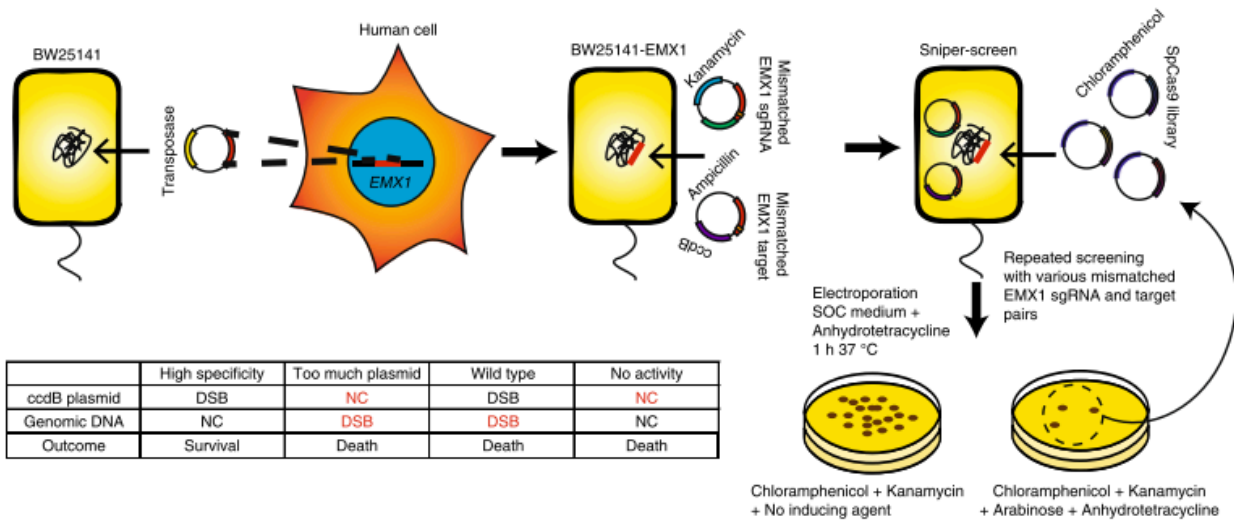 BW25141
Transposase
Human cell
EMX1
BW25141-EMX1
Kanamycin
Mismatched
EMX1 sgRNA
Ampicillin
ccdB
Mismatched
EMX1 target
Sniper-screen
Chloramphenicol
SpCas9 library
Electroporation
SOC medium +
Anhydrotetracycline
1 h 37 °C
Repeated screening
with various mismatched
EMX1 sgRNA and target
pairs
High specificity Too much plasmid Wild type No activity
ccdB plasmid DSB NC DSB NC
Genomic DNA NC DSB DSB NC
Outcome Survival Death Death Death
Chloramphenicol + Kanamycin
+ No inducing agent
Chloramphenicol + Kanamycin
+ Arabinose + Anhydrotetracycline